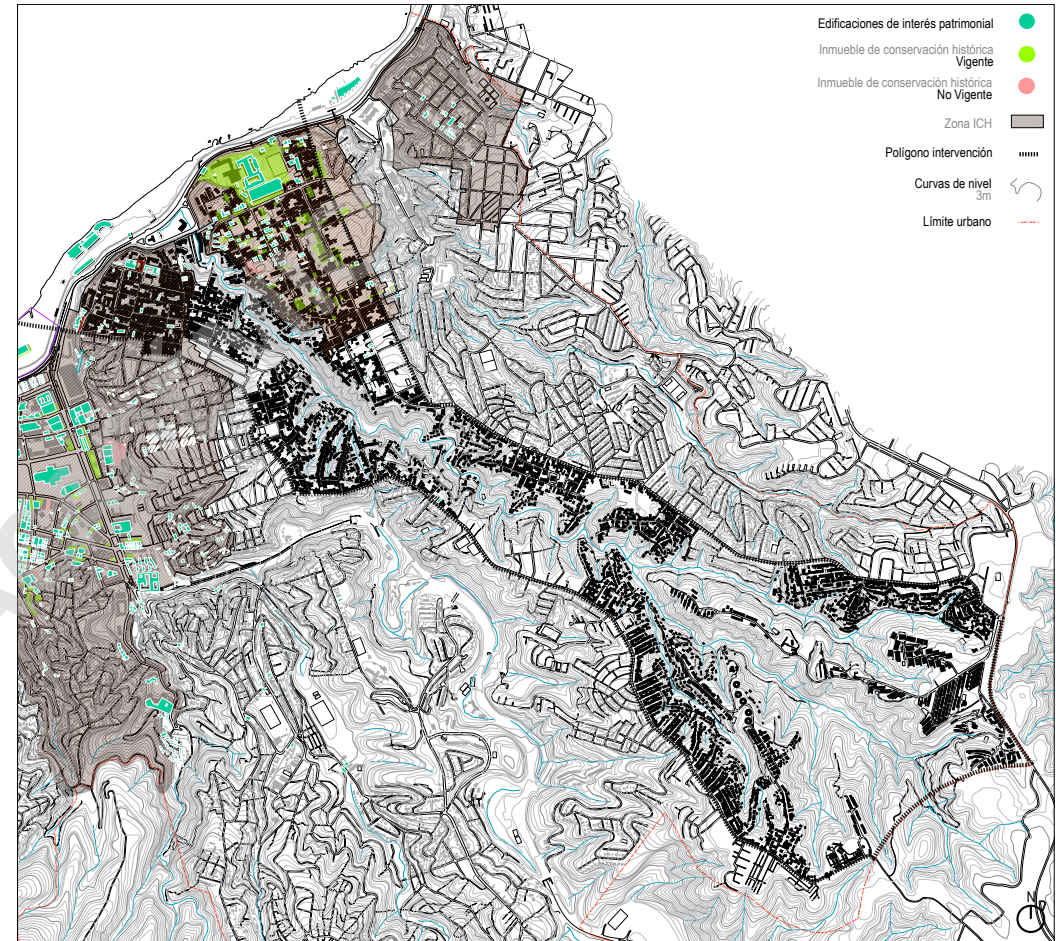 Edificaciones de interés patrimonial
Inmueble de conservación histórica
Vigente
Inmueble de conservación histórica
No Vigente
Zona ICH
Polígono intervención
Curvas de nivel
3m
Límite urbano
N